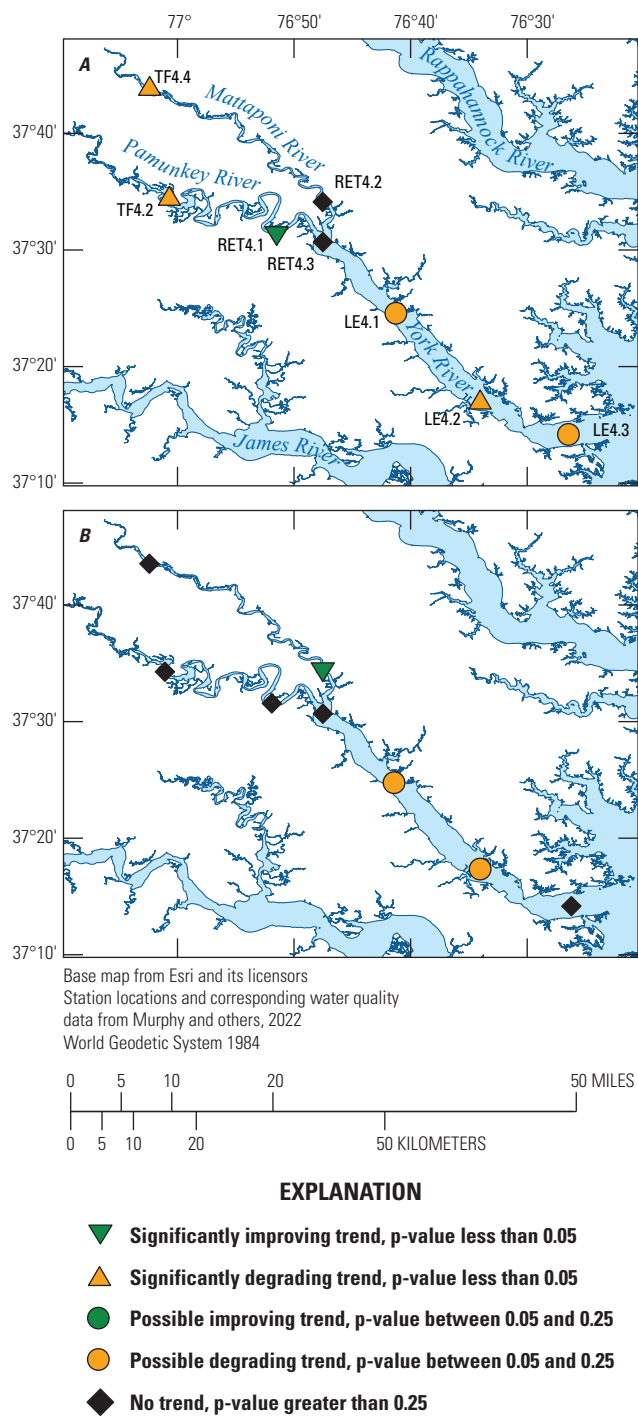 77° 76°50' 76°40' 76°30'
A
TF4.4
Mattaponi River
Rappahannock River
37°40'
Pamunkey River
RET4.2
TF4.2
RET4.1
37°30'
RET4.3
LE4.1
York River
37°20'
LE4.2
LE4.3
James River
37°10'
B
37°40'
37°30'
37°20'
37°10'
Base map from Esri and its licensors
Station locations and corresponding water quality
data from Murphy and others, 2022
World Geodetic System 1984
0 5 10 20 50 MILES
0 5 10 20 50 KILOMETERS
EXPLANATION
Significantly improving trend, p-value less than 0.05
Significantly degrading trend, p-value less than 0.05
Possible improving trend, p-value between 0.05 and 0.25
Possible degrading trend, p-value between 0.05 and 0.25
No trend, p-value greater than 0.25